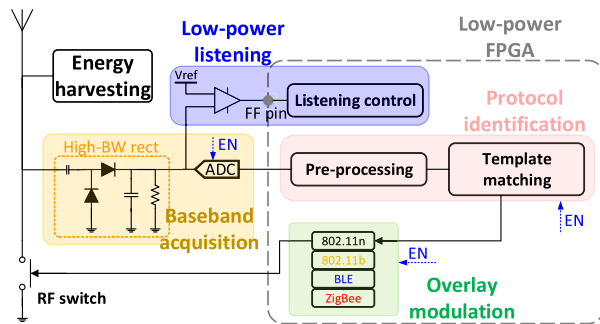 Low-power
listening
Low-power
FPGA
Energy
harvesting
Vref
FF pin
Listening control
Protocol
identification
High-BW rect
EN
ADC
Pre-processing
Template
matching
Baseband
acquisition
EN
802.11n
802.11b
EN
BLE
ZigBee
Overlay
modulation
RF switch